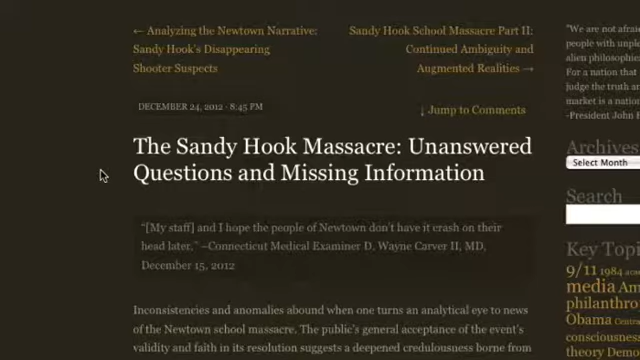 ← Analyzing the Newtown Narrative:
Sandy Hook's Disappearing
Shooter Suspects
Sandy Hook School Massacre Part II:
Continued Ambiguity and
Augmented Realities →
DECEMBER 24, 2012 · 8:45 PM
↓ Jump to Comments
The Sandy Hook Massacre: Unanswered
Questions and Missing Information
"[My staff] and I hope the people of Newtown don't have it crash on their
head later." –Connecticut Medical Examiner D. Wayne Carver II, MD,
December 15, 2012
Inconsistencies and anomalies abound when one turns an analytical eye to news
of the Newtown school massacre. The public's general acceptance of the event's
validity and faith in its resolution suggests a deepened credulousness borne from
"We are not afraid
people with
alien philosophies
For a nation that
judge the truth
market is a nation
-President John F
Archives
Select Month
Search
Key Topi
9/11 1984
media Am
philanthro
Obama
consciousness
theory Demo